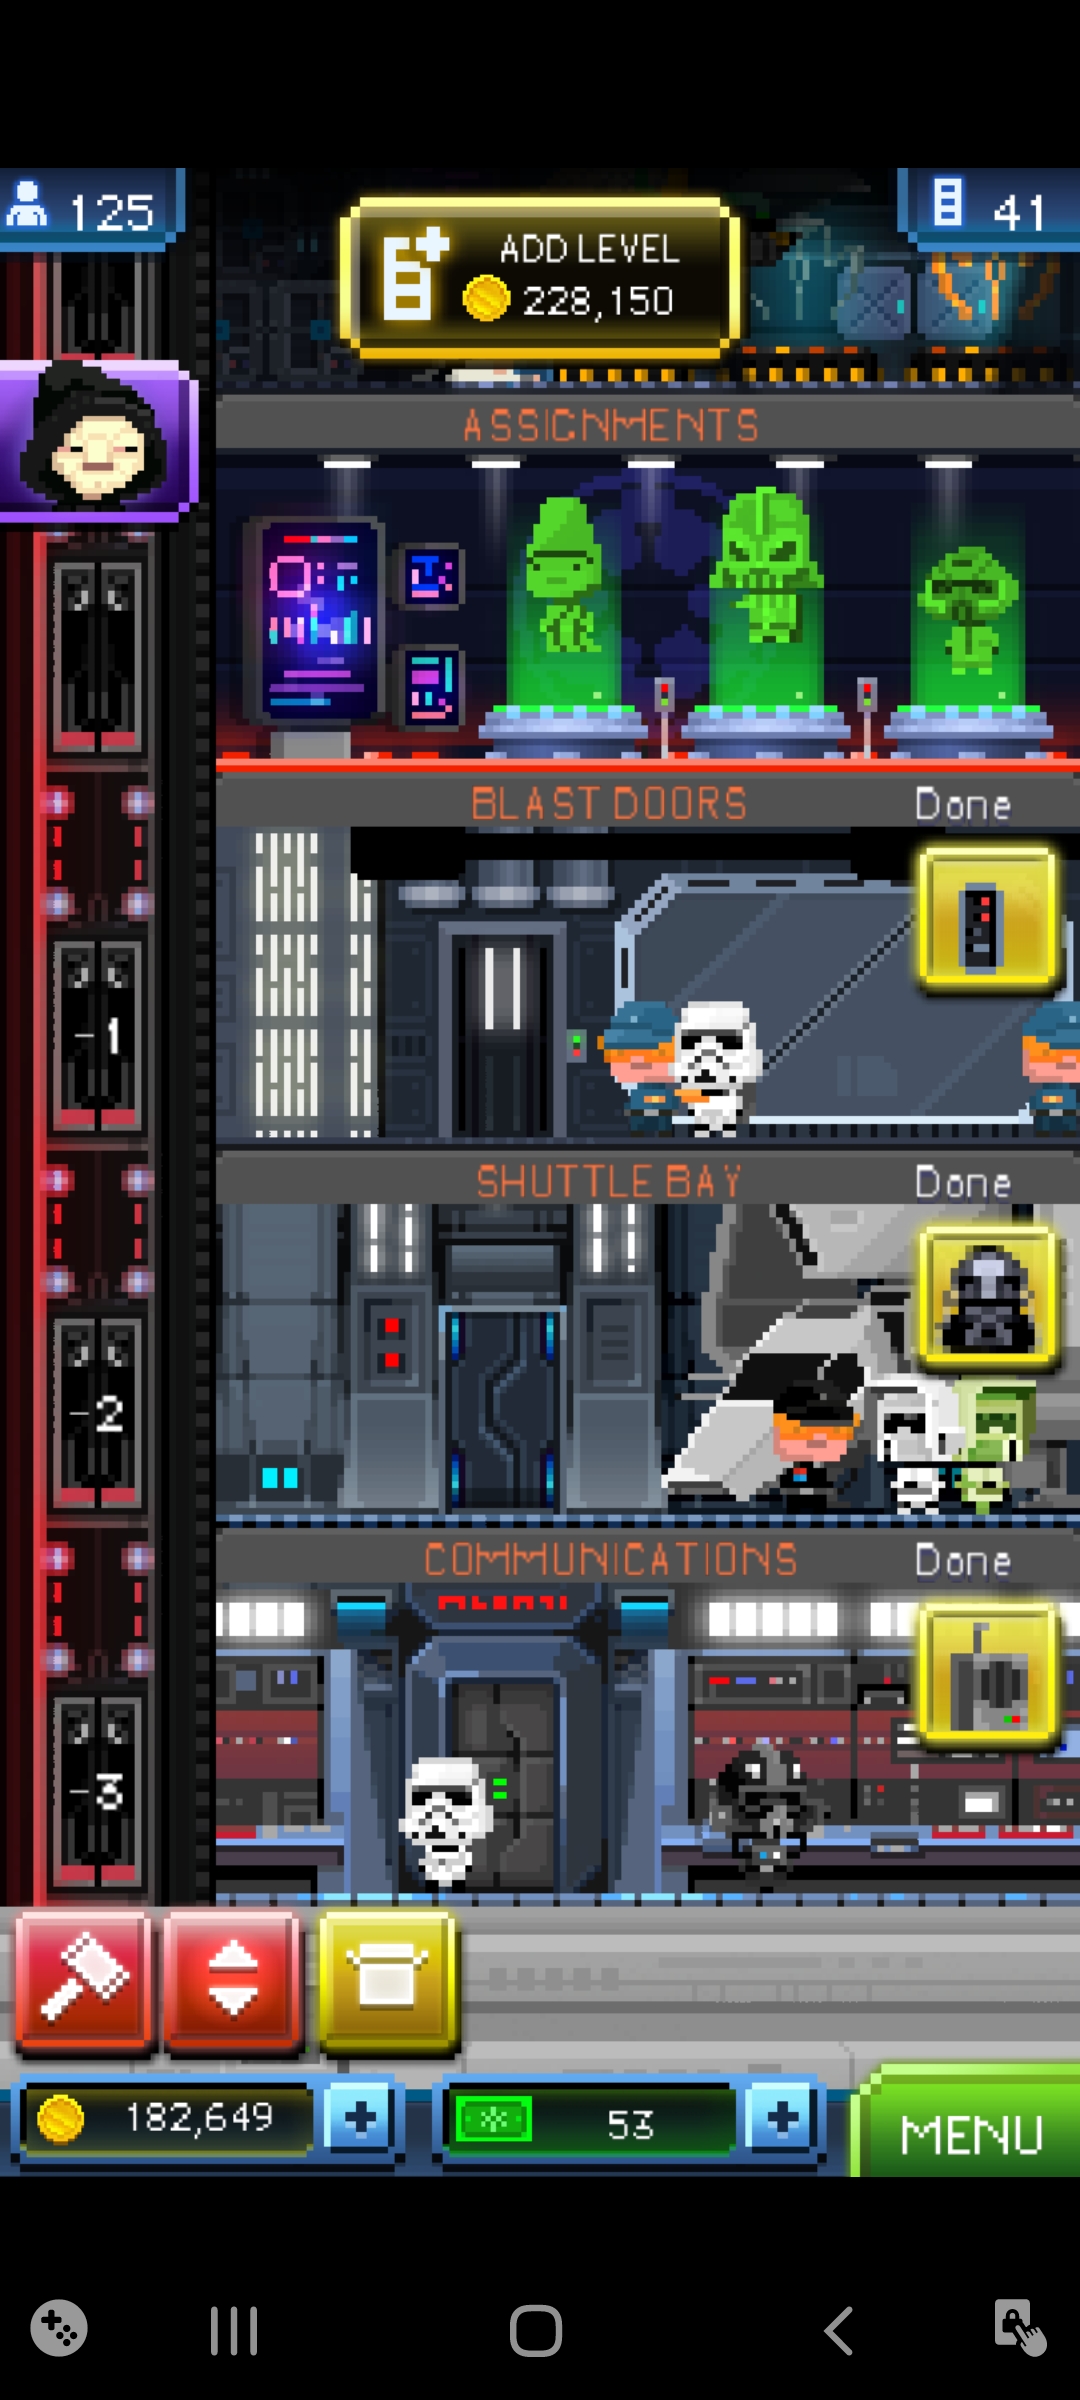 125
ADD LEVEL
228,150
41
ASSIGNMENTS
BLAST DOORS
Done
-1
SHUTTLE BAY
Done
-2
COMMUNICATIONS
Done
-3
182,649
53
MENU